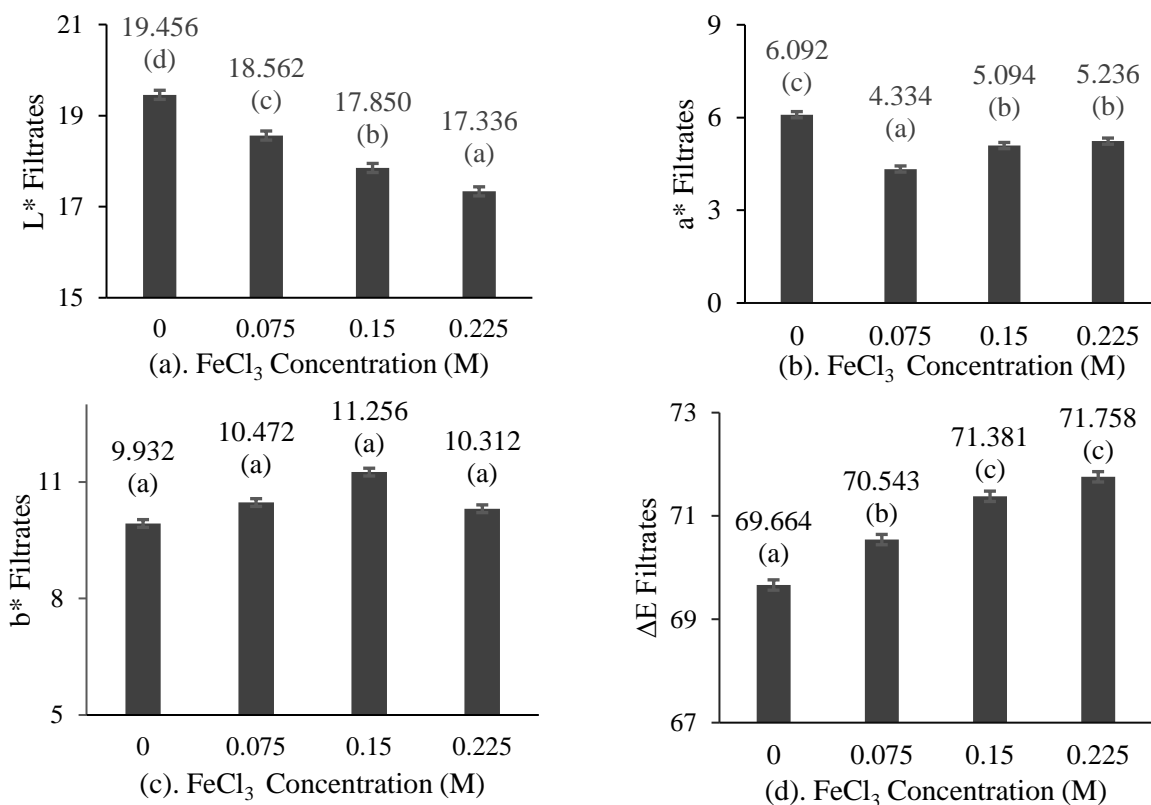 21
19
17
15
L* Filtrates
19.456
(d)
18.562
(c)
17.850
(b)
17.336
(a)
0 0.075 0.15 0.225
(a). FeCl₃ Concentration (M)
9
6
3
0
a* Filtrates
6.092
(c)
4.334
(a)
5.094
(b)
5.236
(b)
0 0.075 0.15 0.225
(b). FeCl₃ Concentration (M)
11
8
5
b* Filtrates
9.932
(a)
10.472
(a)
11.256
(a)
10.312
(a)
0 0.075 0.15 0.225
(c). FeCl₃ Concentration (M)
73
71
69
67
ΔE Filtrates
69.664
(a)
70.543
(b)
71.381
(c)
71.758
(c)
0 0.075 0.15 0.225
(d). FeCl₃ Concentration (M)